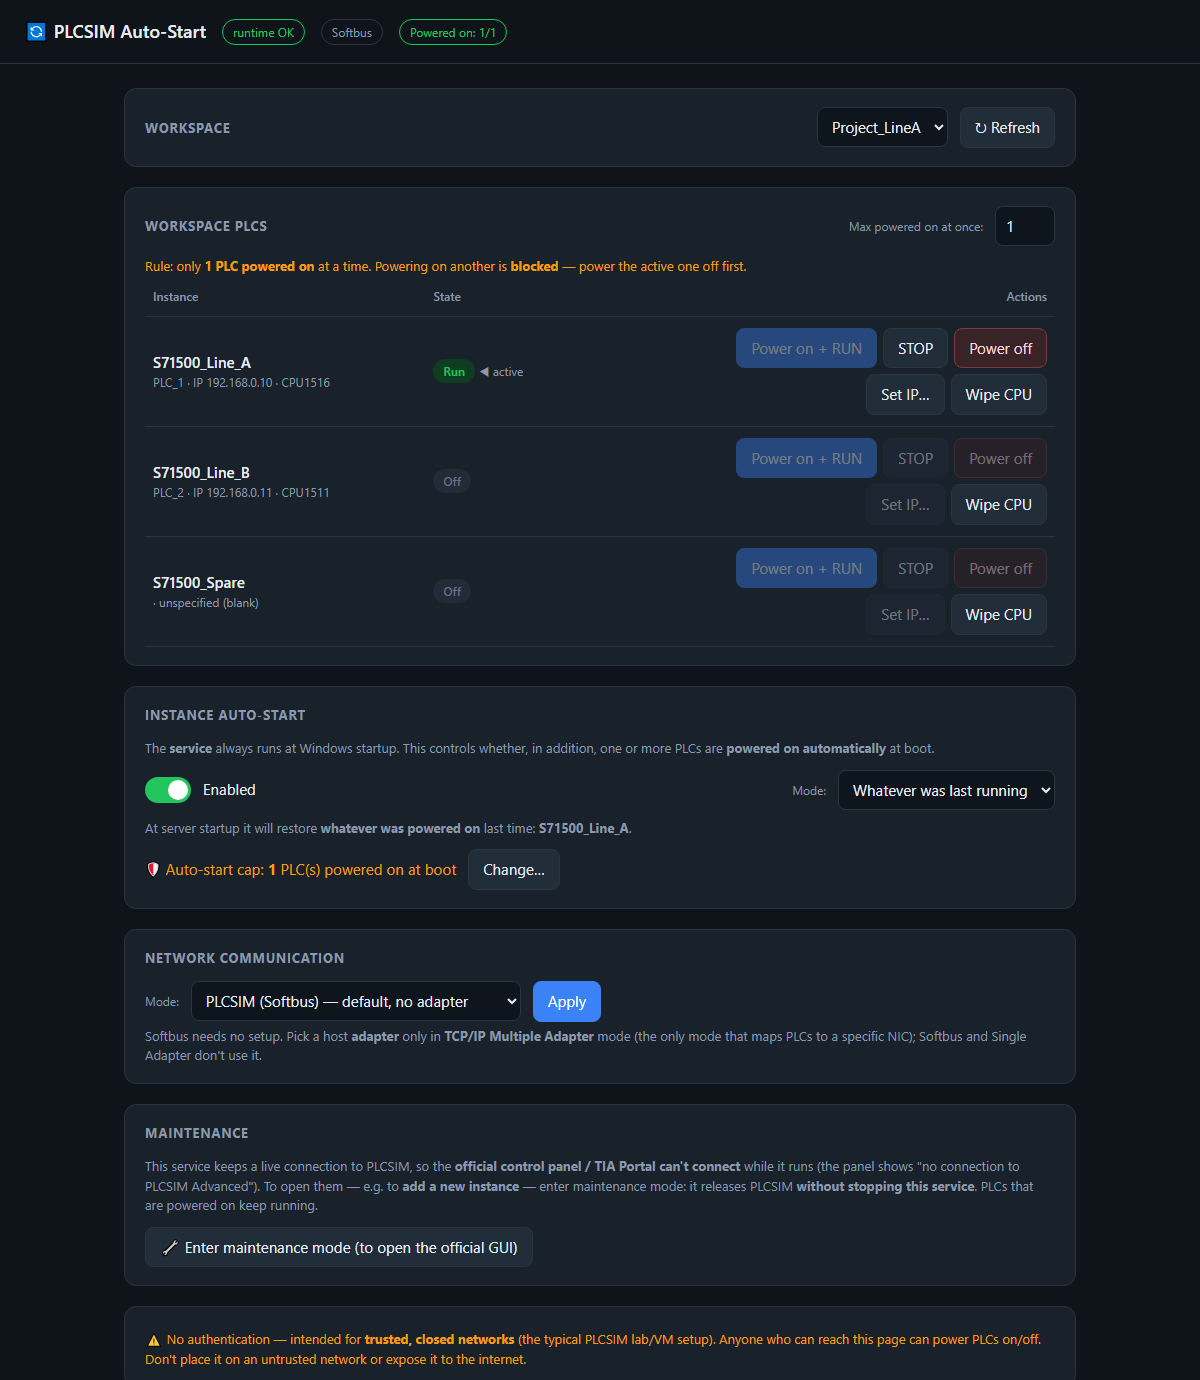 PLCSIM Auto-Start
runtime OK
Softbus
Powered on: 1/1
WORKSPACE
Project_LineA
↻ Refresh
WORKSPACE PLCS
Max powered on at once:
1
Rule: only 1 PLC powered on at a time. Powering on another is blocked — power the active one off first.
Instance
State
Actions
S71500_Line_A
PLC_1 · IP 192.168.0.10 · CPU1516
Run
◀ active
Power on + RUN
STOP
Power off
Set IP...
Wipe CPU
S71500_Line_B
PLC_2 · IP 192.168.0.11 · CPU1511
Off
Power on + RUN
STOP
Power off
Set IP...
Wipe CPU
S71500_Spare
· unspecified (blank)
Off
Power on + RUN
STOP
Power off
Set IP...
Wipe CPU
INSTANCE AUTO-START
The service always runs at Windows startup. This controls whether, in addition, one or more PLCs are powered on automatically at boot.
Enabled
Mode:
Whatever was last running
At server startup it will restore whatever was powered on last time: S71500_Line_A.
Auto-start cap: 1 PLC(s) powered on at boot
Change...
NETWORK COMMUNICATION
Mode:
PLCSIM (Softbus) — default, no adapter
Apply
Softbus needs no setup. Pick a host adapter only in TCP/IP Multiple Adapter mode (the only mode that maps PLCs to a specific NIC); Softbus and Single
Adapter don't use it.
MAINTENANCE
This service keeps a live connection to PLCSIM, so the official control panel / TIA Portal can't connect while it runs (the panel shows "no connection to
PLCSIM Advanced"). To open them — e.g. to add a new instance — enter maintenance mode: it releases PLCSIM without stopping this service. PLCs that
are powered on keep running.
Enter maintenance mode (to open the official GUI)
⚠ No authentication — intended for trusted, closed networks (the typical PLCSIM lab/VM setup). Anyone who can reach this page can power PLCs on/off.
Don't place it on an untrusted network or expose it to the internet.